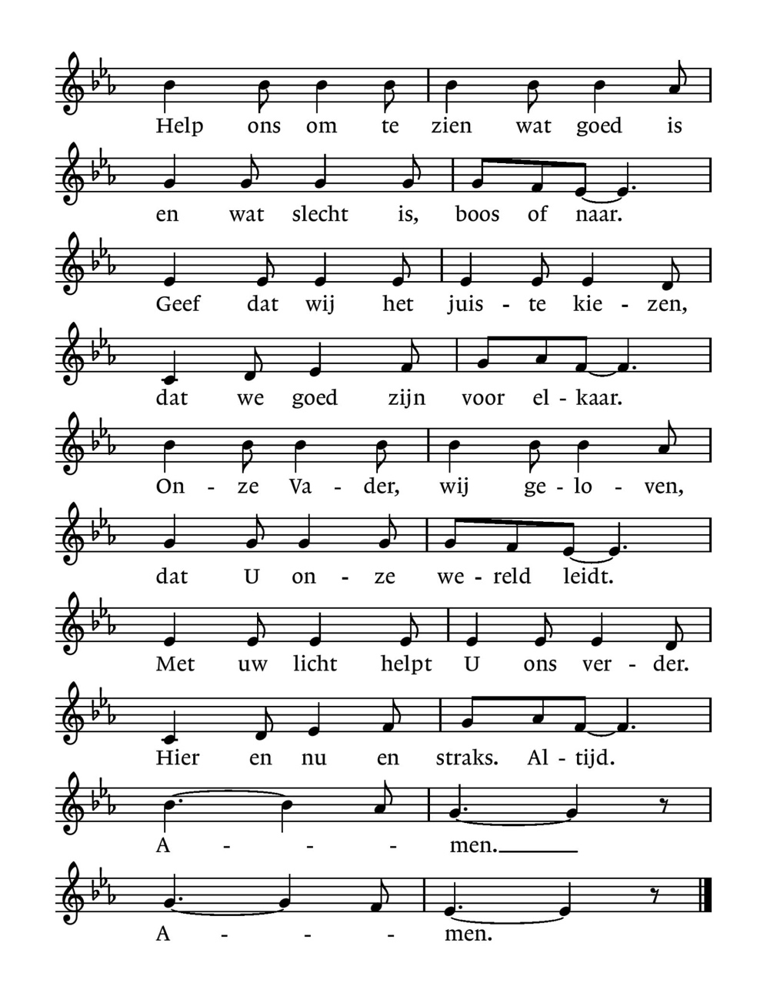 Help ons om te zien wat goed is
en wat slecht is, boos of naar.
Geef dat wij het juis - te kie - zen,
dat we goed zijn voor el - kaar.
On - ze Va - der, wij ge - lo - ven,
dat U on - ze we - reld leidt.
Met uw licht helpt U ons ver - der.
Hier en nu en straks. Al - tijd.
A - - - men.
A - - - men.